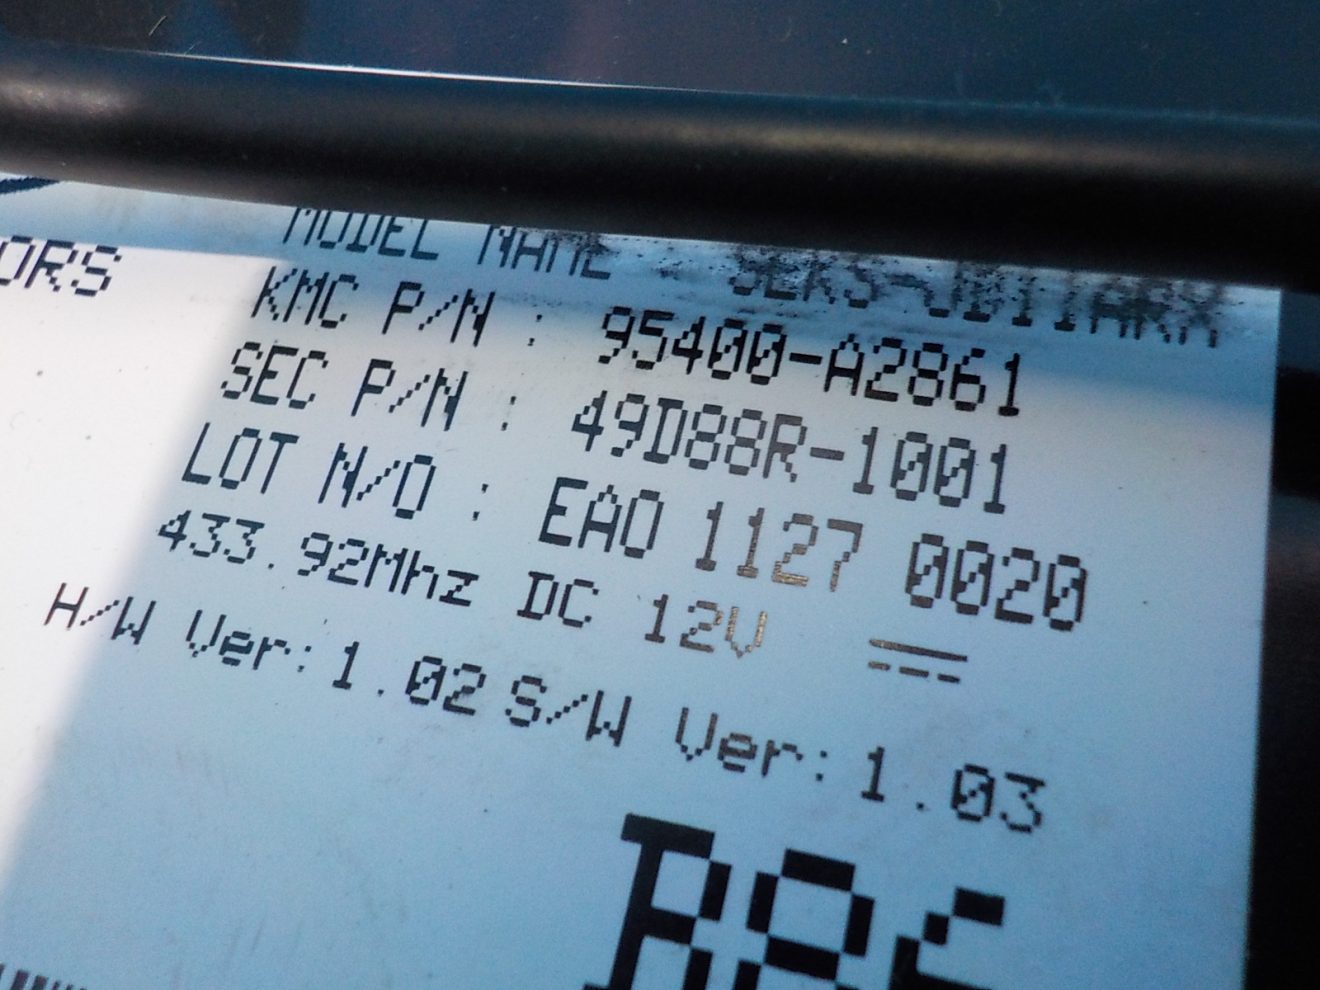 MODEL NAME :
ORS
KMC P/N : 95400-A2861
SEC P/N : 49D88R-1001
LOT N/O : EAO 1127 0020
433.92Mhz DC 12V
H/W Ver:1.02 S/W Ver:1.03